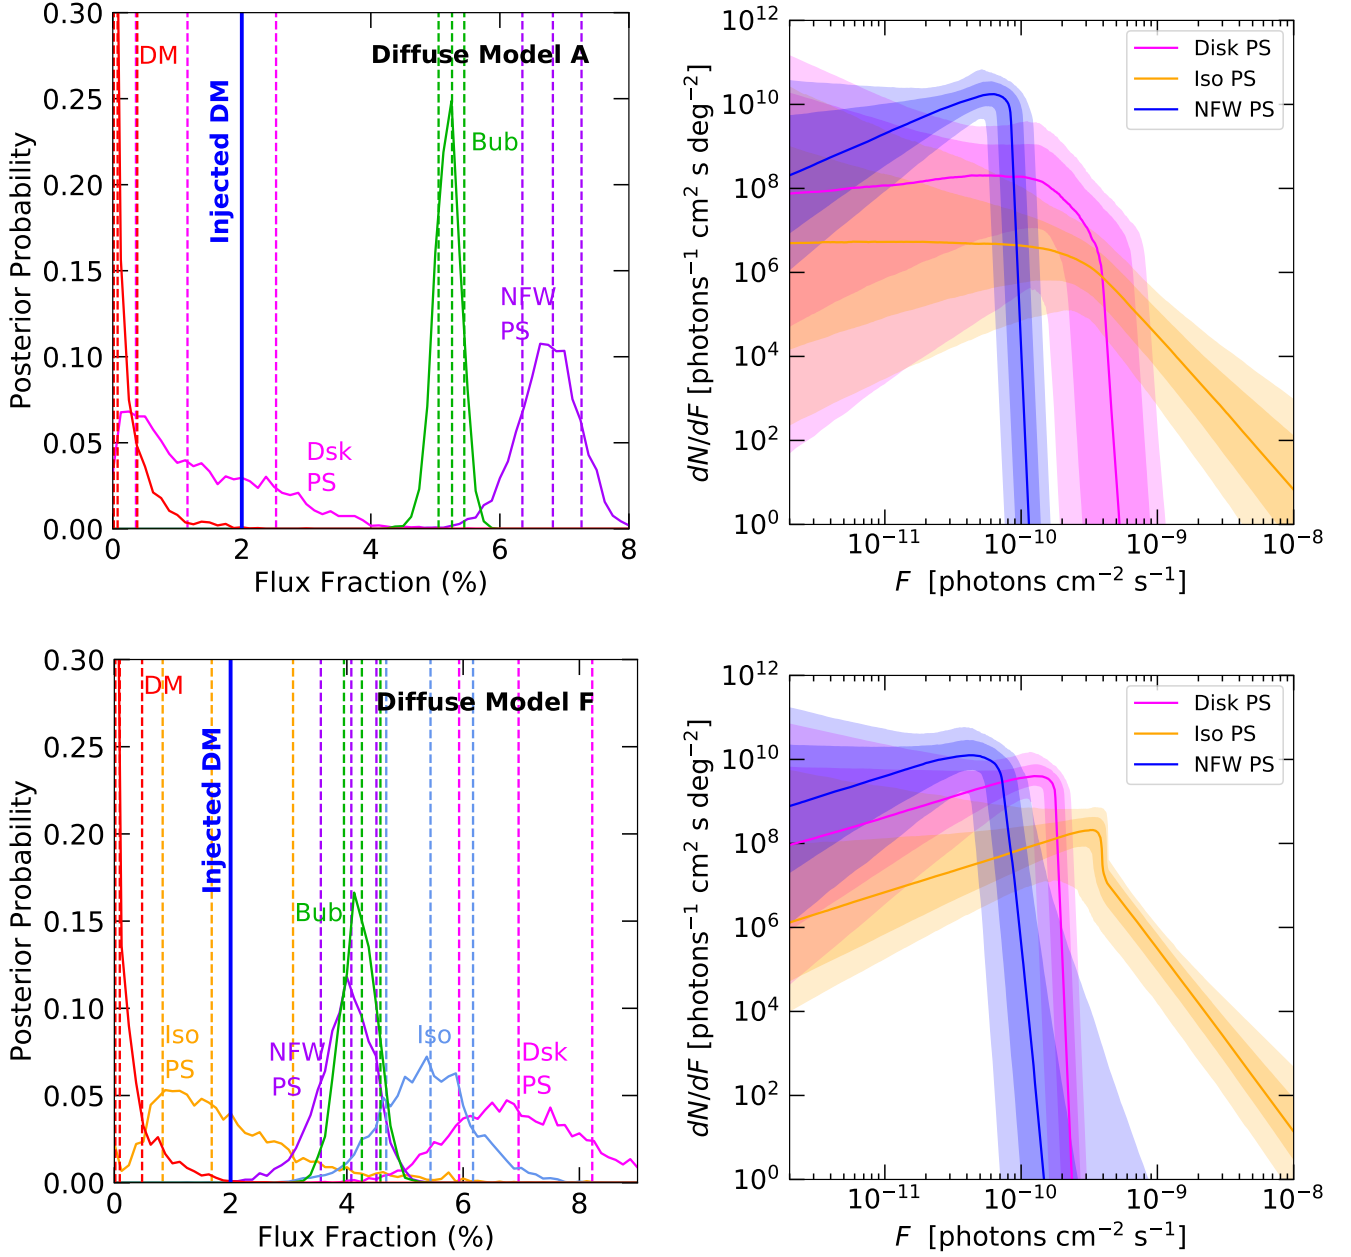 0.30
0.25
0.20
0.15
0.10
0.05
0.00
Posterior Probability
DM
Injected DM
Diffuse Model A
Bub
NFW
PS
Dsk
PS
0 2 4 6 8
Flux Fraction (%)
10^12
10^10
10^8
10^6
10^4
10^2
10^0
dN/dF [photons^−1 cm^2 s deg^−2]
Disk PS
Iso PS
NFW PS
10^−11 10^−10 10^−9 10^−8
F [photons cm^−2 s^−1]
0.30
0.25
0.20
0.15
0.10
0.05
0.00
Posterior Probability
DM
Injected DM
Diffuse Model F
Bub
Iso
PS
NFW
PS
Iso
Dsk
PS
0 2 4 6 8
Flux Fraction (%)
10^12
10^10
10^8
10^6
10^4
10^2
10^0
dN/dF [photons^−1 cm^2 s deg^−2]
Disk PS
Iso PS
NFW PS
10^−11 10^−10 10^−9 10^−8
F [photons cm^−2 s^−1]